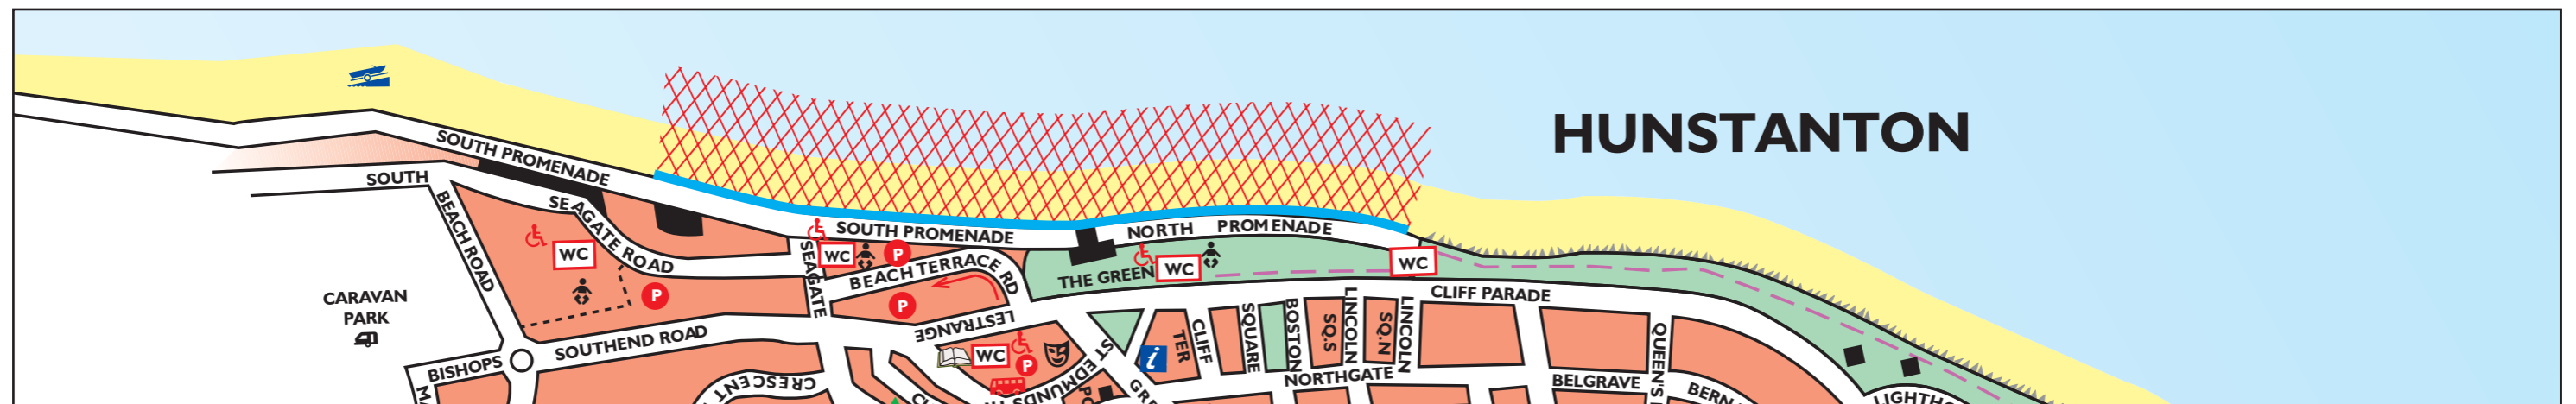 HUNSTANTON
SOUTH PROMENADE
SOUTH
BEACH ROAD
SEAGATE ROAD
WC
P
CARAVAN
PARK
SOUTHEND ROAD
BISHOPS
SEAGATE
SOUTH PROMENADE
WC
P
BEACH TERRACE RD
P
LESTRANGE
NORTH PROMENADE
THE GREEN
WC
WC
CLIFF PARADE
WC
P
ST EDMUNDS
CRESCENT
i
TER
CLIFF
SQUARE
BOSTON
SQ.S
LINCOLN
SQ.N
LINCOLN
NORTHGATE
BELGRAVE
QUEEN'S